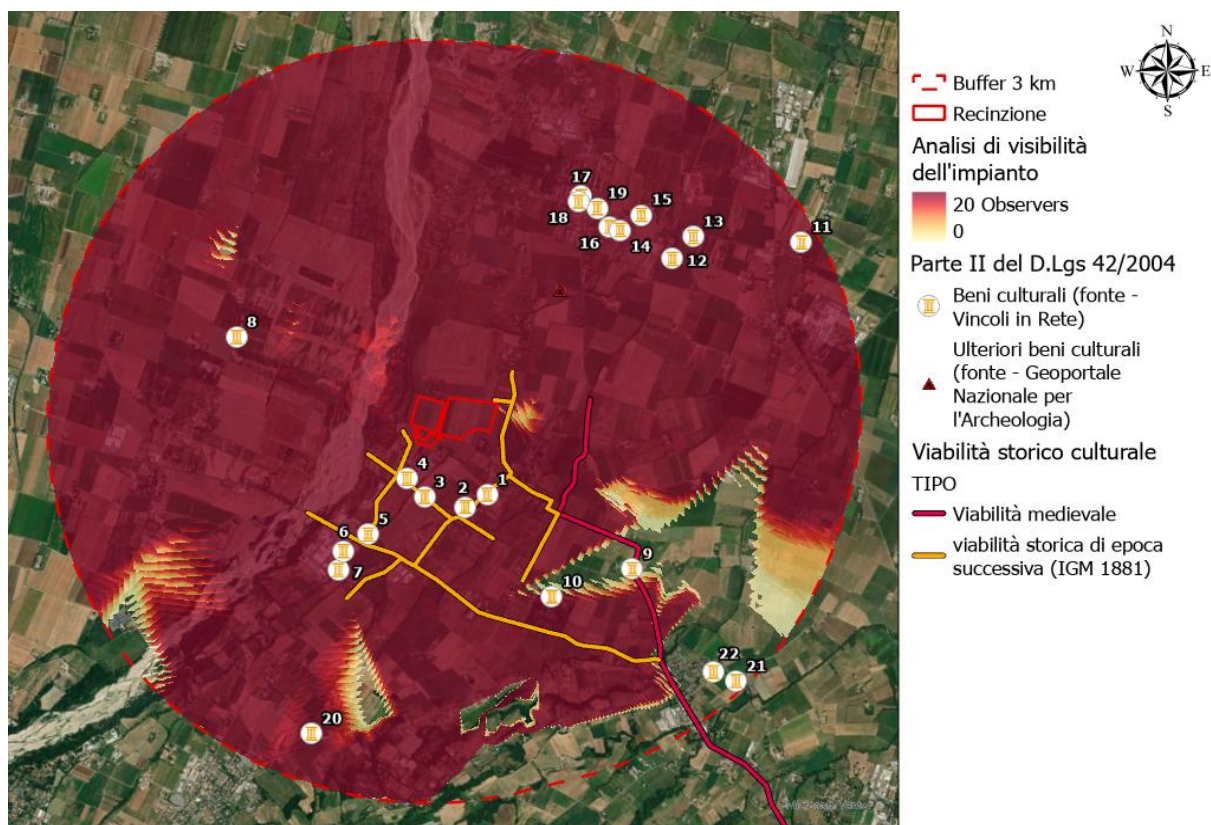 N
W E
S
Buffer 3 km
Recinzione
Analisi di visibilità
dell'impianto
20 Observers
0
Parte II del D.Lgs 42/2004
Beni culturali (fonte -
Vincoli in Rete)
Ulteriori beni culturali
(fonte - Geoportale
Nazionale per
l'Archeologia)
Viabilità storico culturale
TIPO
Viabilità medievale
viabilità storica di epoca
successiva (IGM 1881)
17
19
15
18
16
14
13
11
12
8
4
3
2
1
5
6
7
9
10
22
21
20